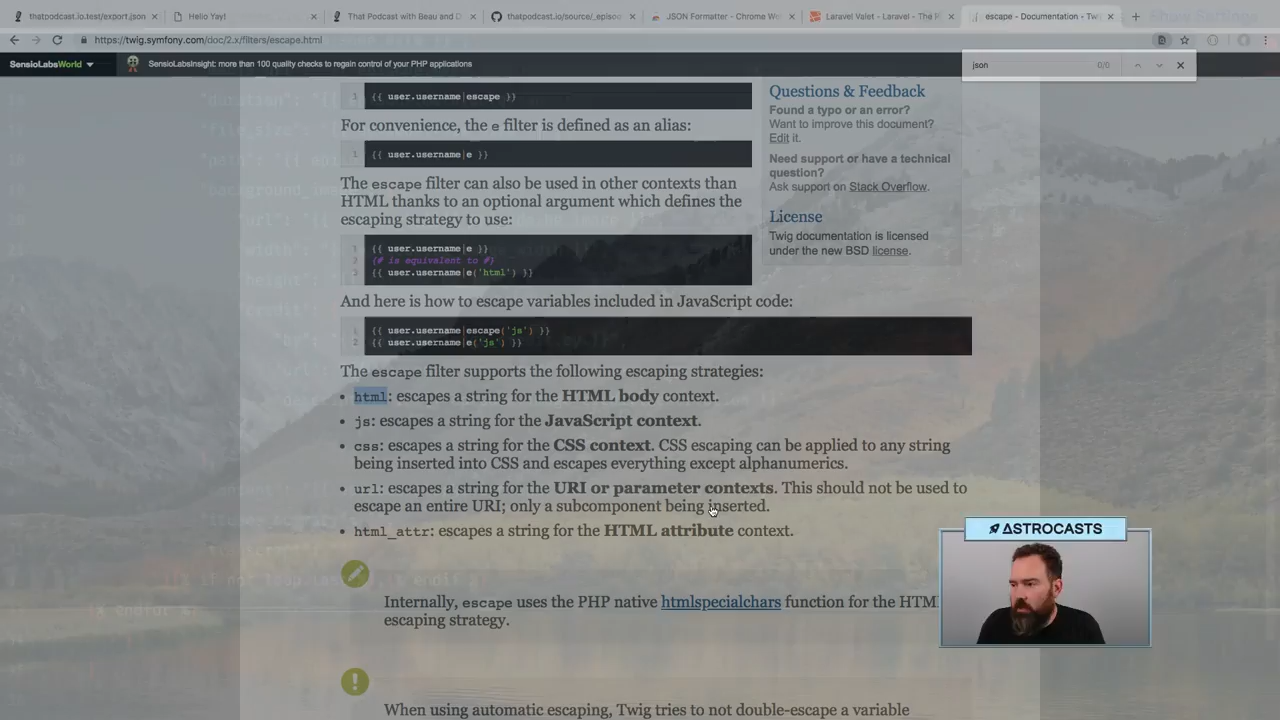 thatpodcast.io.test/export.json
Hello Yay!
That Podcast with Beau and D
thatpodcast.io/source/_episod
JSON Formatter - Chrome We
Laravel Valet - Laravel - The P
escape - Documentation - Twi
https://twig.symfony.com/doc/2.x/filters/escape.html
SensioLabsWorld
SensioLabsInsight: more than 100 quality checks to regain control of your PHP applications
json 0/0
{{ user.username|escape }}
For convenience, the e filter is defined as an alias:
1 {{ user.username|e }}
The escape filter can also be used in other contexts than
HTML thanks to an optional argument which defines the
escaping strategy to use:
1 {{ user.username|e }}
2 {# is equivalent to #}
3 {{ user.username|e('html') }}
And here is how to escape variables included in JavaScript code:
1 {{ user.username|escape('js') }}
2 {{ user.username|e('js') }}
The escape filter supports the following escaping strategies:
• html: escapes a string for the HTML body context.
• js: escapes a string for the JavaScript context.
• css: escapes a string for the CSS context. CSS escaping can be applied to any string
being inserted into CSS and escapes everything except alphanumerics.
• url: escapes a string for the URI or parameter contexts. This should not be used to
escape an entire URI; only a subcomponent being inserted.
• html_attr: escapes a string for the HTML attribute context.
Internally, escape uses the PHP native htmlspecialchars function for the HTM
escaping strategy.
When using automatic escaping, Twig tries to not double-escape a variable
Questions & Feedback
Found a typo or an error?
Want to improve this document?
Edit it.
Need support or have a technical
question?
Ask support on Stack Overflow.
License
Twig documentation is licensed
under the new BSD license.
ASTROCASTS